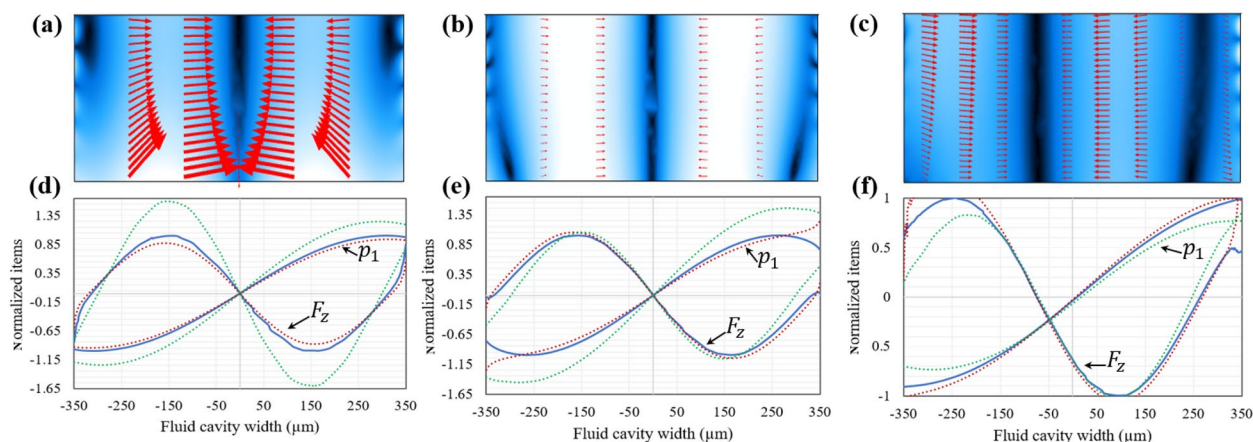 (a)
(b)
(c)
(d)
(e)
(f)
Normalized items
1.35
0.85
0.35
-0.15
-0.65
-1.15
-1.65
p1
Fz
-350 -250 -150 -50 50 150 250 350
Fluid cavity width (µm)
Normalized items
1.35
0.85
0.35
-0.15
-0.65
-1.15
-1.65
p1
Fz
-350 -250 -150 -50 50 150 250 350
Fluid cavity width (µm)
Normalized items
1
0.5
0
0.5
-1
p1
Fz
-350 -250 -150 -50 50 150 250 350
Fluid cavity width (µm)